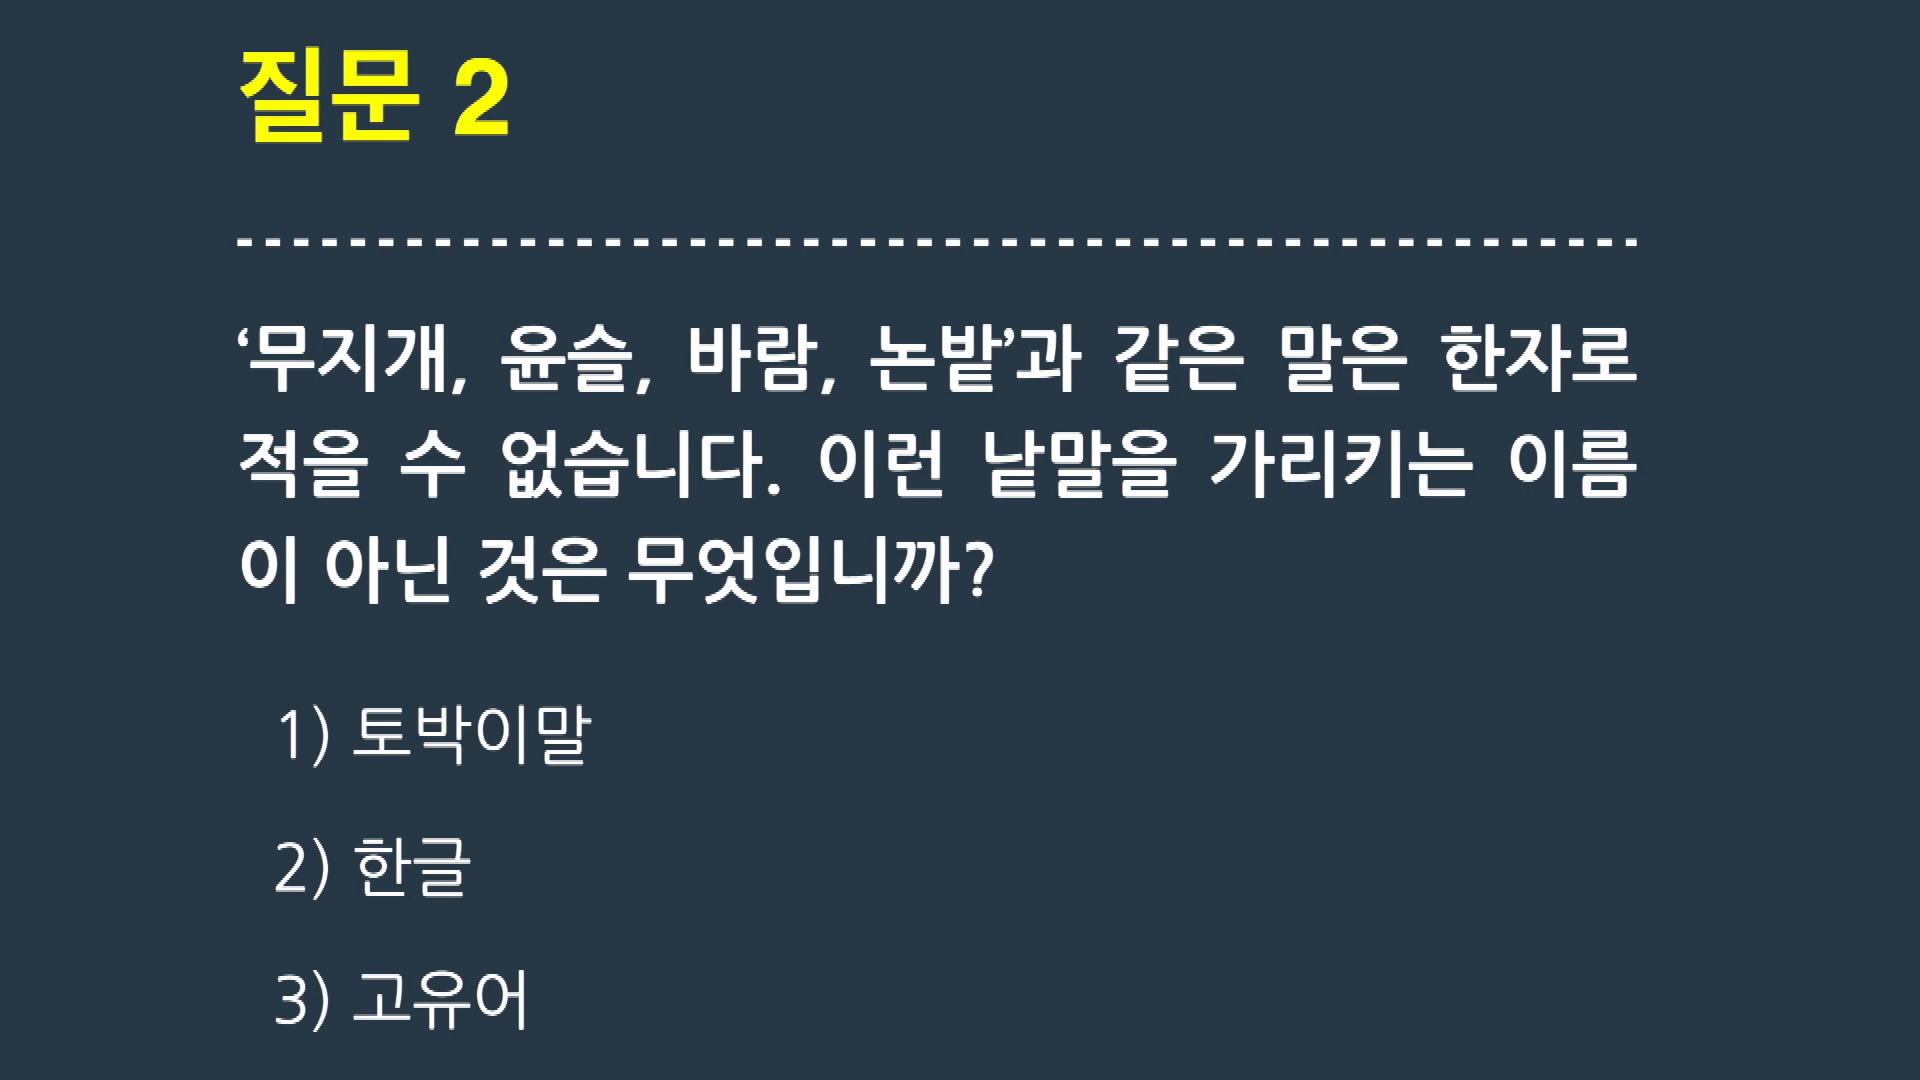 질문 2
‘무지개, 윤슬, 바람, 논밭’과 같은 말은 한자로
적을 수 없습니다. 이런 낱말을 가리키는 이름
이 아닌 것은 무엇입니까?
1) 토박이말
2) 한글
3) 고유어